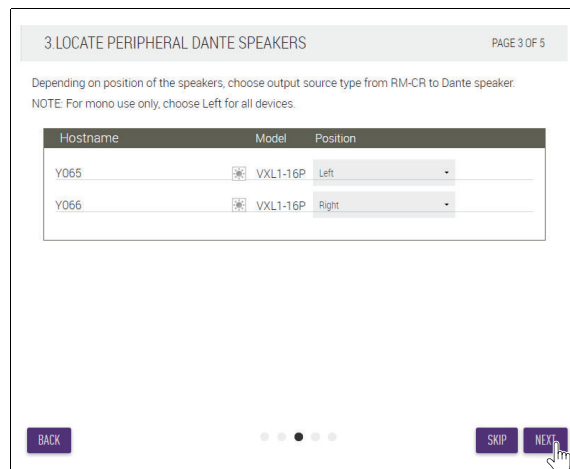 3.LOCATE PERIPHERAL DANTE SPEAKERS PAGE 3 OF 5
Depending on position of the speakers, choose output source type from RM-CR to Dante speaker.
NOTE: For mono use only, choose Left for all devices.
Hostname Model Position
Y065 VXL1-16P Left
Y066 VXL1-16P Right
BACK SKIP NEXT